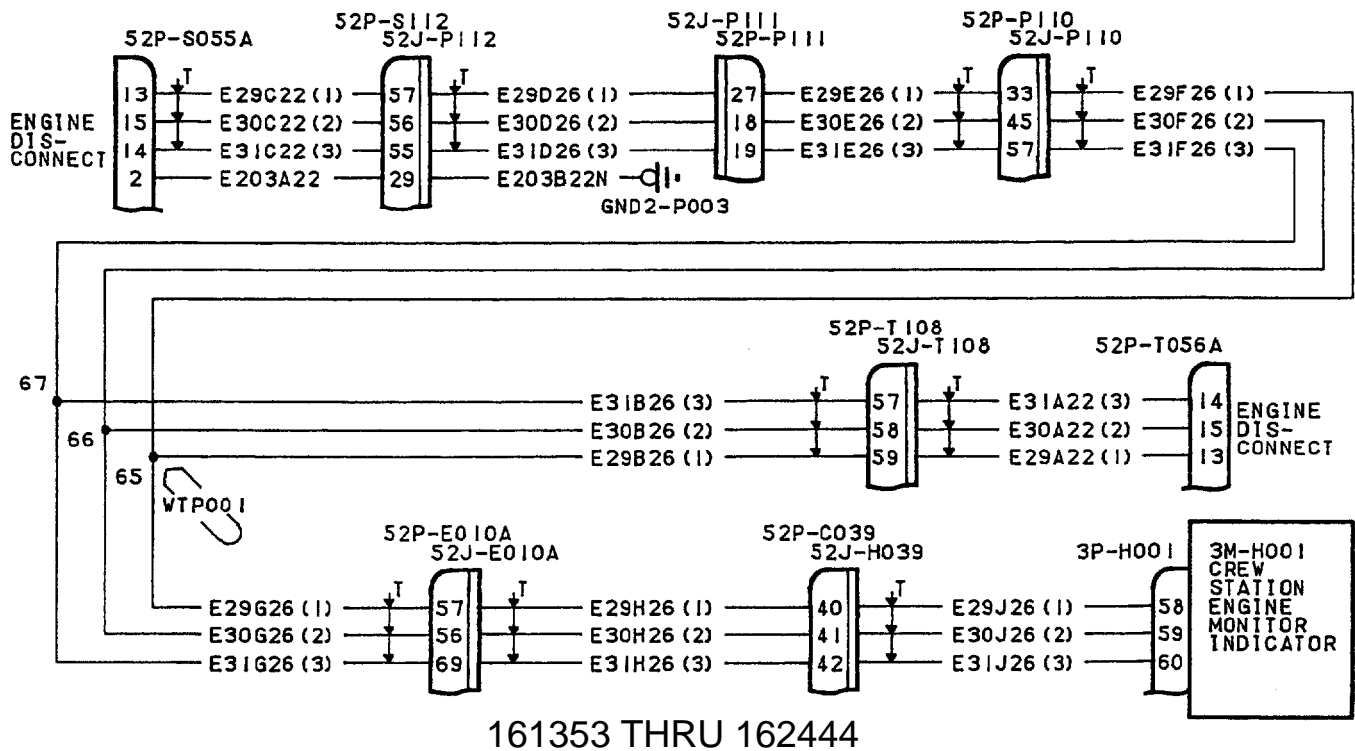 52P-S112 52J-P111 52P-P110
52P-S055A 52J-P112 52P-P111 52J-P110
T T T T
13 E29C22(1) 57 E29D26(1) 27 E29E26(1) 33 E29F26(1)
15 E30C22(2) 56 E30D26(2) 18 E30E26(2) 45 E30F26(2)
14 E31C22(3) 55 E31D26(3) 19 E31E26(3) 57 E31F26(3)
2 E203A22 29 E203B22N
ENGINE
DIS-
CONNECT
GND2-P003
52P-T108
52J-T108 52P-T056A
T T
67 E31B26(3) 57 E31A22(3) 14
66 E30B26(2) 58 E30A22(2) 15
65 E29B26(1) 59 E29A22(1) 13
ENGINE
DIS-
CONNECT
WTP001
52P-E010A 52P-C039
52J-E010A 52J-H039 3P-H001
T T T
E29G26(1) 57 E29H26(1) 40 E29J26(1) 58
E30G26(2) 56 E30H26(2) 41 E30J26(2) 59
E31G26(3) 69 E31H26(3) 42 E31J26(3) 60
3M-H001
CREW
STATION
ENGINE
MONITOR
INDICATOR
161353 THRU 162444